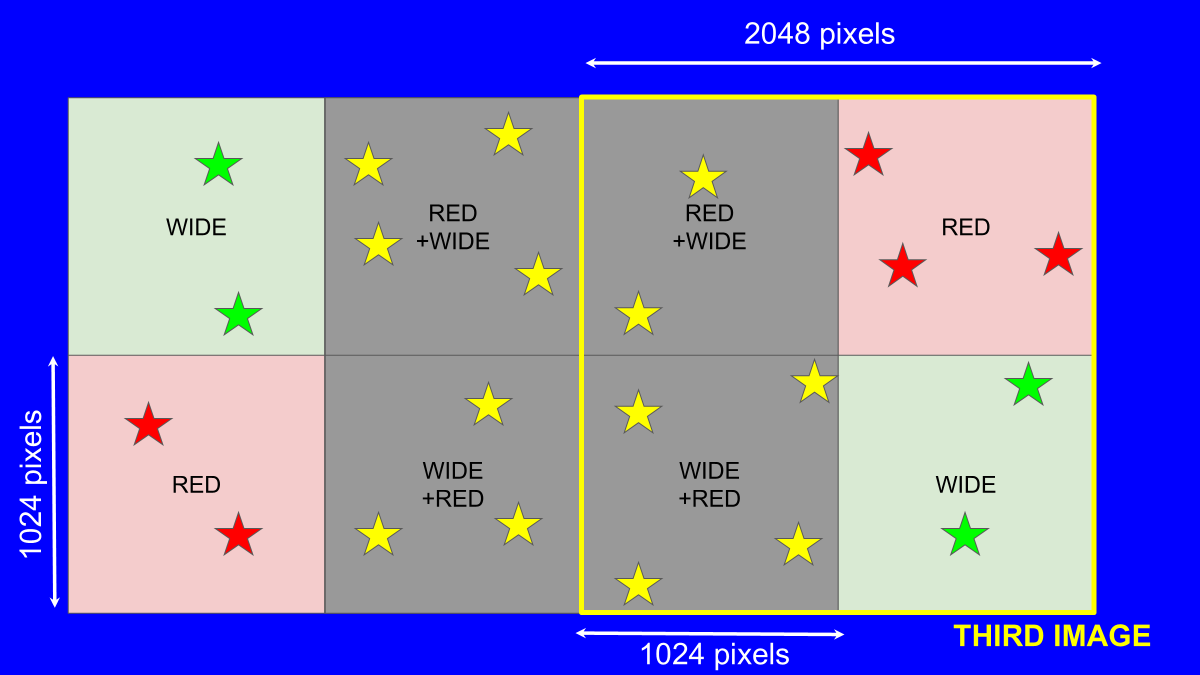 2048 pixels
WIDE
RED
+WIDE
RED
+WIDE
RED
1024 pixels
RED
WIDE
+RED
WIDE
+RED
WIDE
THIRD IMAGE
1024 pixels